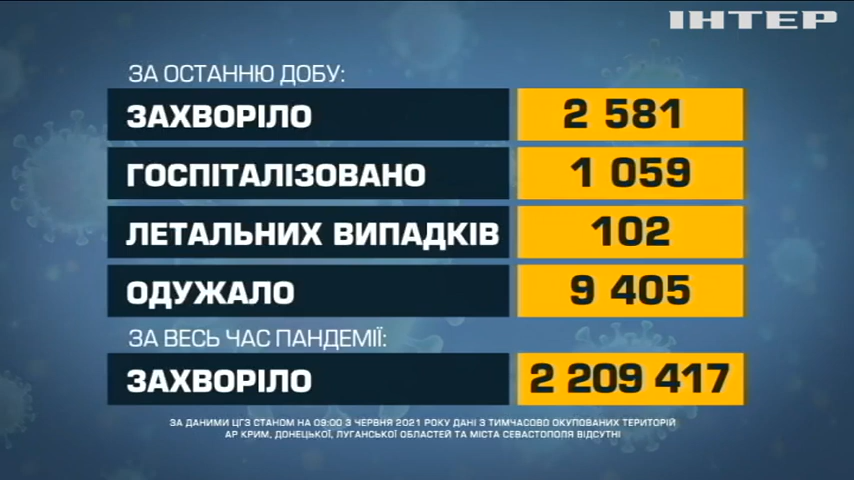 ІНТЕР
ЗА ОСТАННЮ ДОБУ:
ЗАХВОРІЛО 2 581
ГОСПІТАЛІЗОВАНО 1 059
ЛЕТАЛЬНИХ ВИПАДКІВ 102
ОДУЖАЛО 9 405
ЗА ВЕСЬ ЧАС ПАНДЕМІЇ:
ЗАХВОРІЛО 2 209 417
ЗА ДАНИМИ ЦГЗ СТАНОМ НА 09:00 3 ЧЕРВНЯ 2021 РОКУ ДАНІ З ТИМЧАСОВО ОКУПОВАНИХ ТЕРИТОРІЙ
АР КРИМ, ДОНЕЦЬКОЇ, ЛУГАНСЬКОЇ ОБЛАСТЕЙ ТА МІСТА СЕВАСТОПОЛЯ ВІДСУТНІ